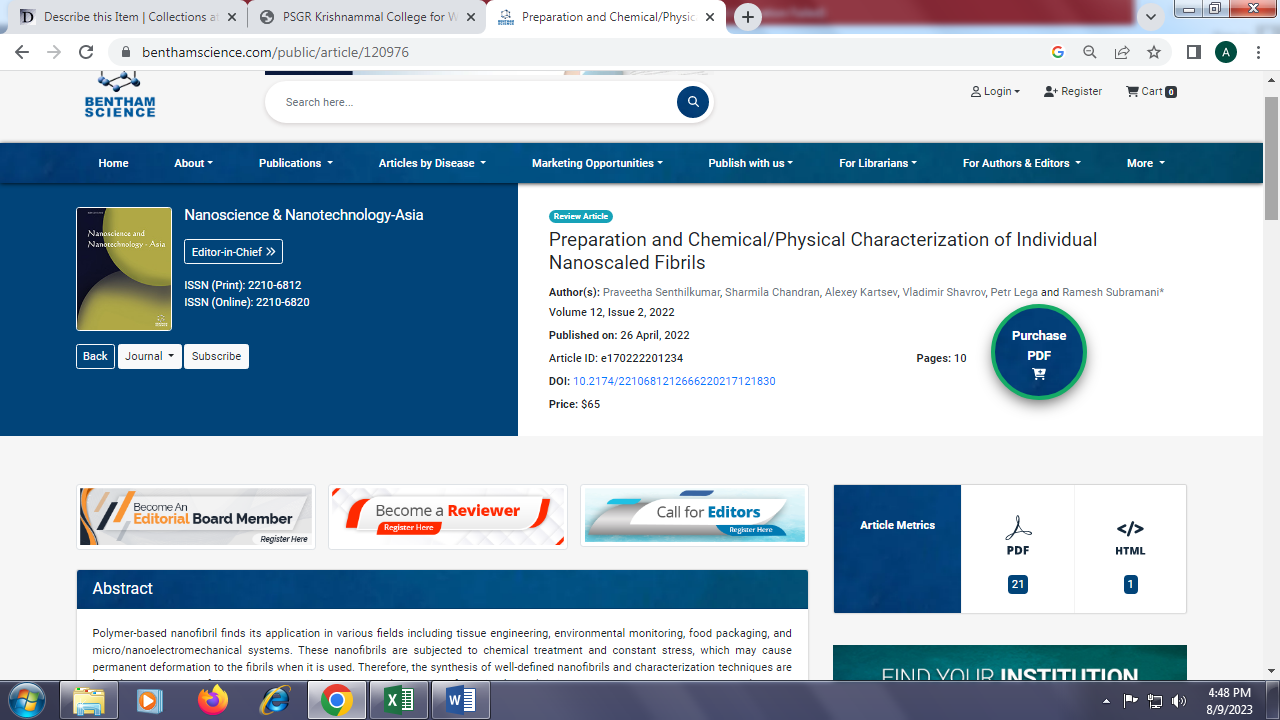 Describe this Item | Collections a
PSGR Krishnammal College for W
Preparation and Chemical/Physic
benthamscience.com/public/article/120976
A
BENTHAM
SCIENCE
Search here...
Login
Register
Cart 0
Home
About
Publications
Articles by Disease
Marketing Opportunities
Publish with us
For Librarians
For Authors & Editors
More
Nanoscience and
Nanotechnology - Asia
Nanoscience & Nanotechnology-Asia
Editor-in-Chief
ISSN (Print): 2210-6812
ISSN (Online): 2210-6820
Back
Journal
Subscribe
Review Article
Preparation and Chemical/Physical Characterization of Individual
Nanoscaled Fibrils
Author(s): Praveetha Senthilkumar, Sharmila Chandran, Alexey Kartsev, Vladimir Shavrov, Petr Lega and Ramesh Subramani*
Volume 12, Issue 2, 2022
Published on: 26 April, 2022
Article ID: e170222201234
Pages: 10
DOI: 10.2174/2210681212666220217121830
Price: $65
Purchase
PDF
Become An
Editorial Board Member
Register Here
Become a Reviewer
Register Here
Call for Editors
Register Here
Article Metrics
PDF
21
</>
HTML
1
Abstract
Polymer-based nanofibril finds its application in various fields including tissue engineering, environmental monitoring, food packaging, and
micro/nanoelectromechanical systems. These nanofibrils are subjected to chemical treatment and constant stress, which may cause
permanent deformation to the fibrils when it is used. Therefore, the synthesis of well-defined nanofibrils and characterization techniques are
FIND YOUR INSTITUTION
4:48 PM
8/9/2023